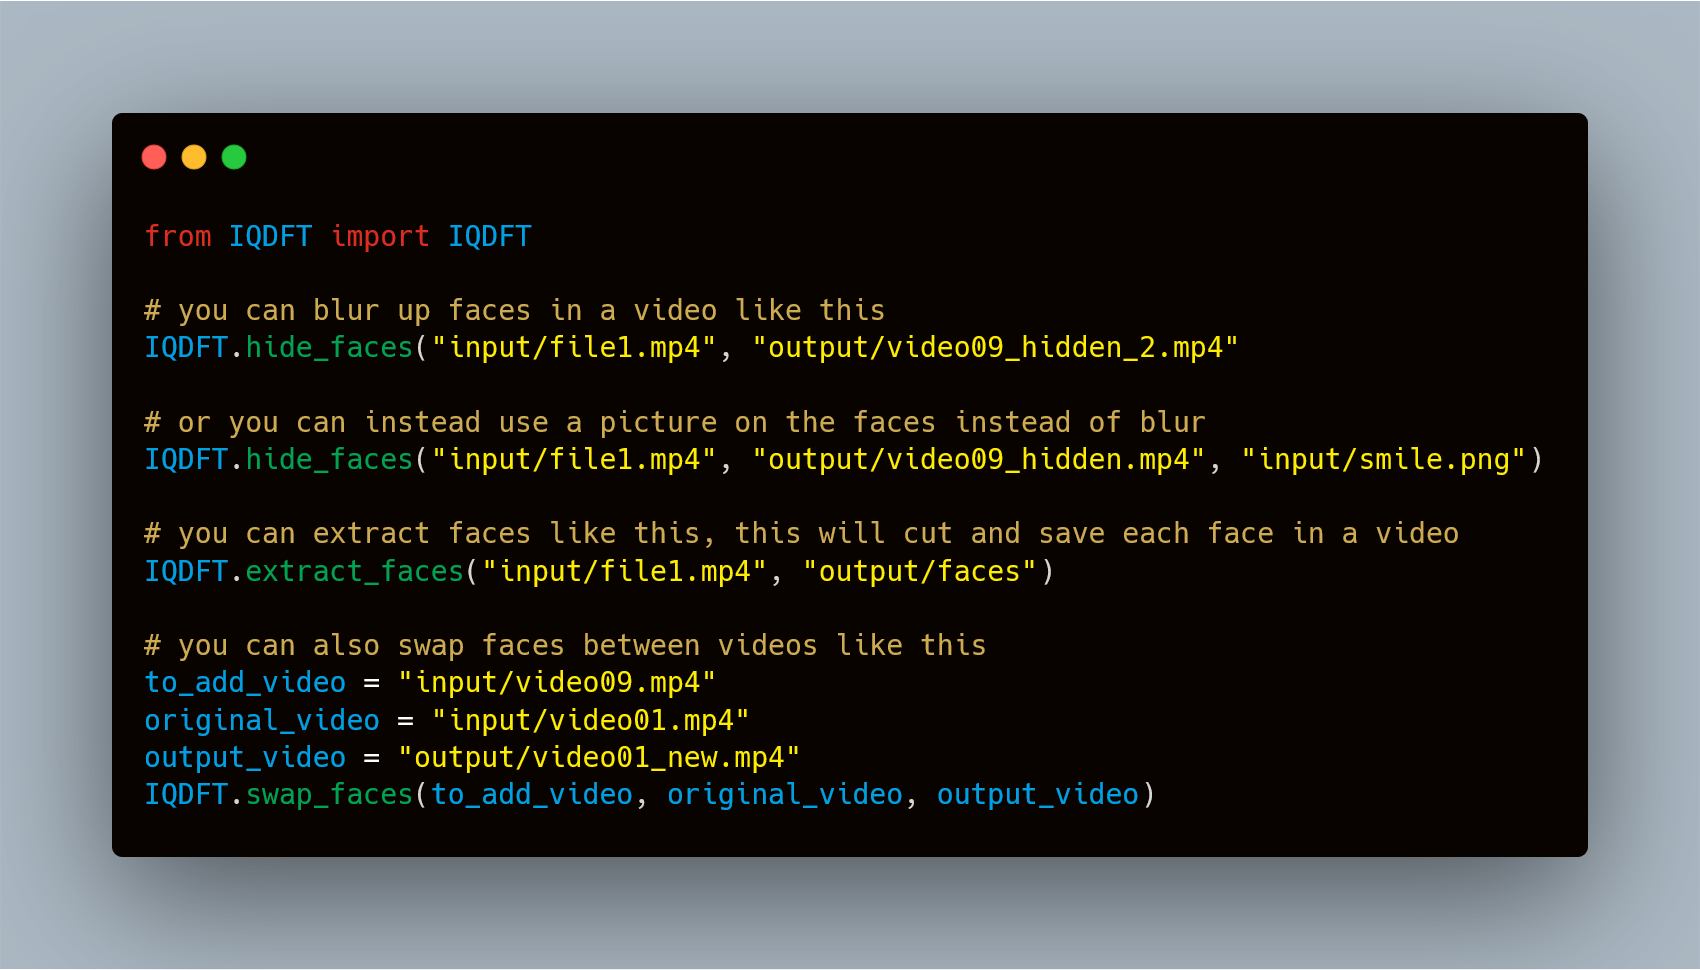 from IQDFT import IQDFT
# you can blur up faces in a video like this
IQDFT.hide_faces("input/file1.mp4", "output/video09_hidden_2.mp4"
# or you can instead use a picture on the faces instead of blur
IQDFT.hide_faces("input/file1.mp4", "output/video09_hidden.mp4", "input/smile.png")
# you can extract faces like this, this will cut and save each face in a video
IQDFT.extract_faces("input/file1.mp4", "output/faces")
# you can also swap faces between videos like this
to_add_video = "input/video09.mp4"
original_video = "input/video01.mp4"
output_video = "output/video01_new.mp4"
IQDFT.swap_faces(to_add_video, original_video, output_video)